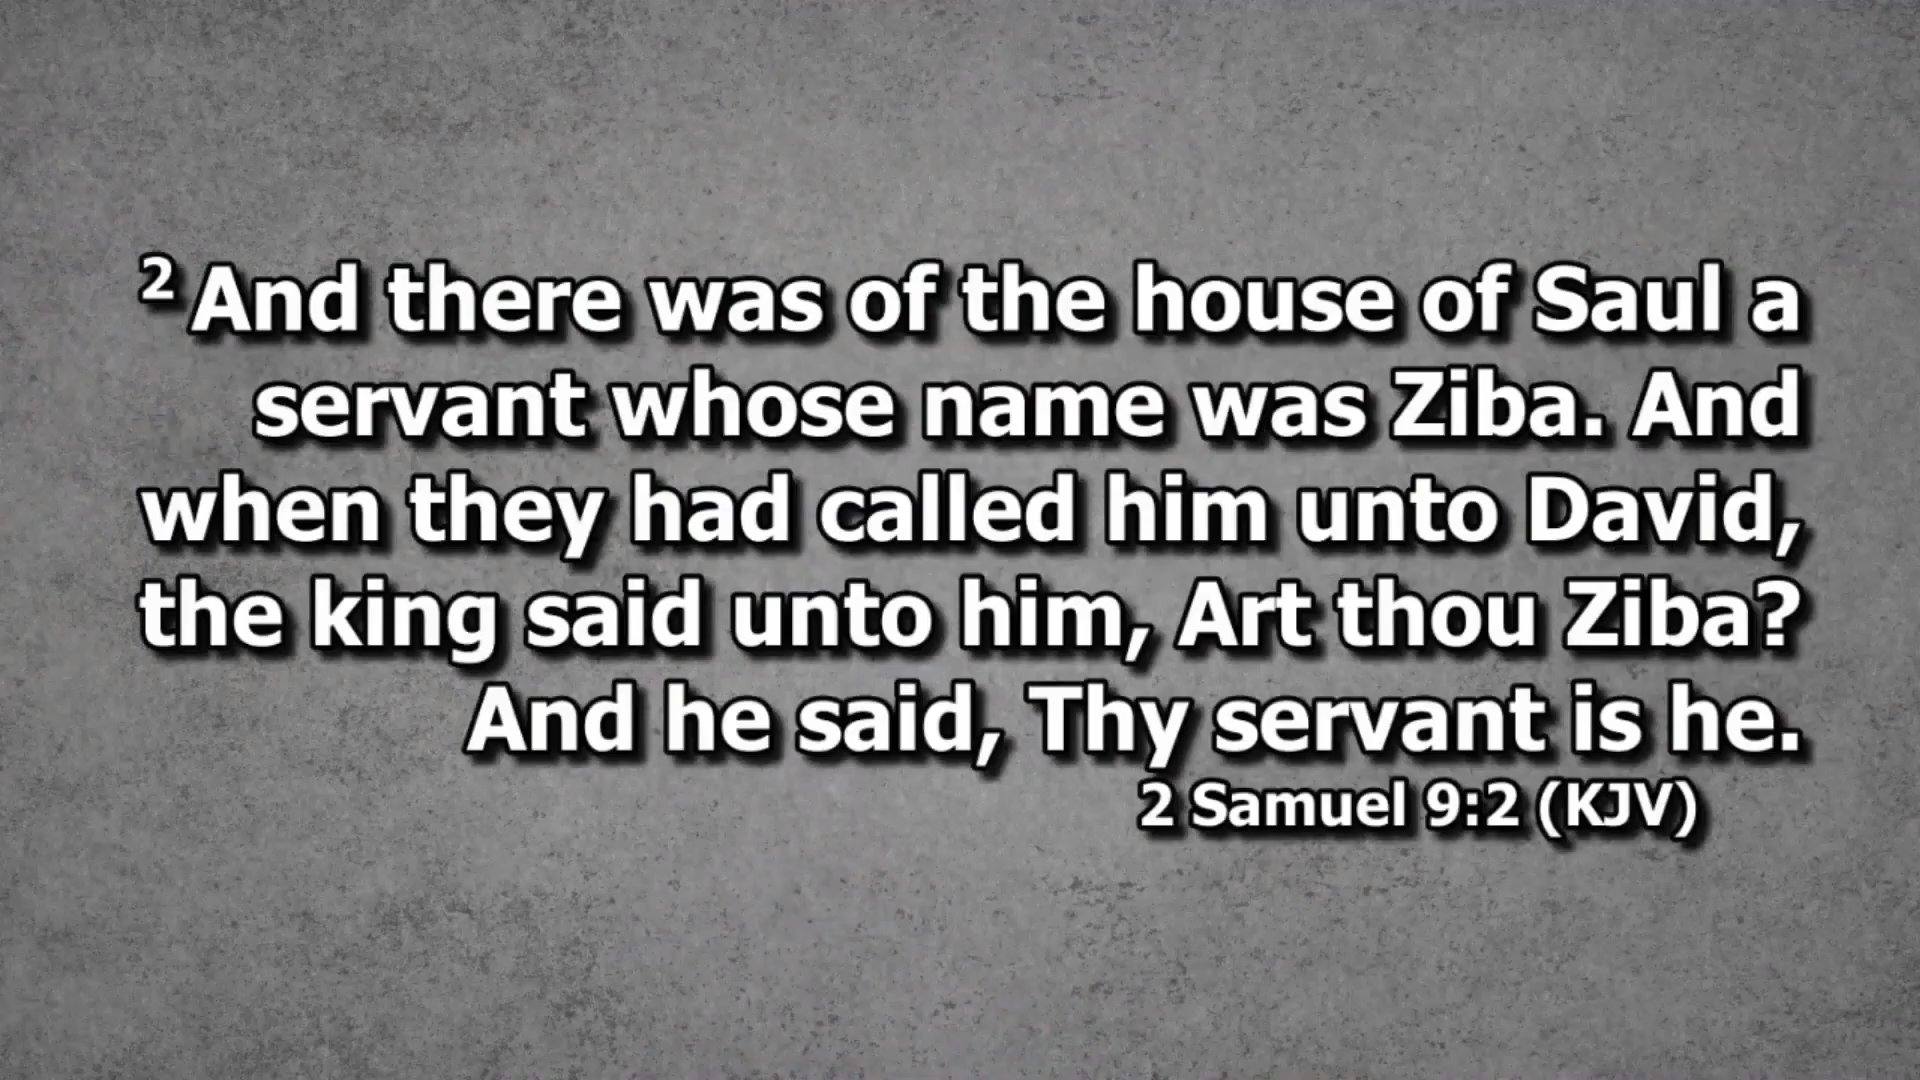 2 And there was of the house of Saul a
servant whose name was Ziba. And
when they had called him unto David,
the king said unto him, Art thou Ziba?
And he said, Thy servant is he.
2 Samuel 9:2 (KJV)